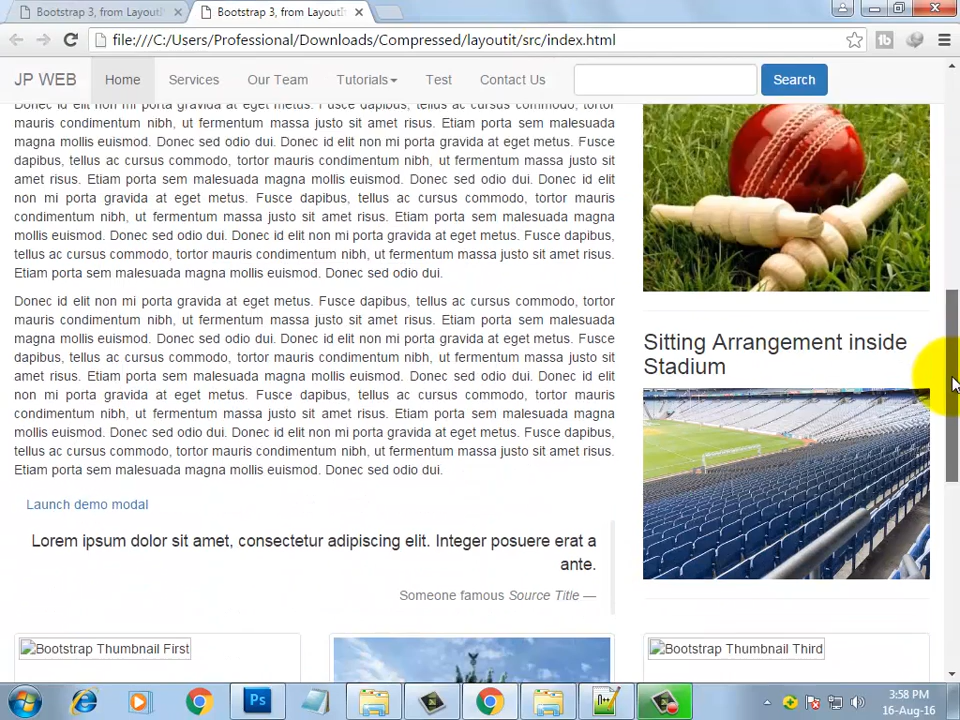 Bootstrap 3, from Layout
Bootstrap 3, from Layout
file:///C:/Users/Professional/Downloads/Compressed/layoutit/src/index.html
JP WEB Home Services Our Team Tutorials Test Contact Us Search
Donec id elit non mi porta gravida at eget metus. Fusce dapibus, tellus ac cursus commodo, tortor
mauris condimentum nibh, ut fermentum massa justo sit amet risus. Etiam porta sem malesuada
magna mollis euismod. Donec sed odio dui. Donec id elit non mi porta gravida at eget metus. Fusce
dapibus, tellus ac cursus commodo, tortor mauris condimentum nibh, ut fermentum massa justo sit
amet risus. Etiam porta sem malesuada magna mollis euismod. Donec sed odio dui. Donec id elit
non mi porta gravida at eget metus. Fusce dapibus, tellus ac cursus commodo, tortor mauris
condimentum nibh, ut fermentum massa justo sit amet risus. Etiam porta sem malesuada magna
mollis euismod. Donec sed odio dui. Donec id elit non mi porta gravida at eget metus. Fusce dapibus,
tellus ac cursus commodo, tortor mauris condimentum nibh, ut fermentum massa justo sit amet risus.
Etiam porta sem malesuada magna mollis euismod. Donec sed odio dui.
Donec id elit non mi porta gravida at eget metus. Fusce dapibus, tellus ac cursus commodo, tortor
mauris condimentum nibh, ut fermentum massa justo sit amet risus. Etiam porta sem malesuada
magna mollis euismod. Donec sed odio dui. Donec id elit non mi porta gravida at eget metus. Fusce
dapibus, tellus ac cursus commodo, tortor mauris condimentum nibh, ut fermentum massa justo sit
amet risus. Etiam porta sem malesuada magna mollis euismod. Donec sed odio dui. Donec id elit
non mi porta gravida at eget metus. Fusce dapibus, tellus ac cursus commodo, tortor mauris
condimentum nibh, ut fermentum massa justo sit amet risus. Etiam porta sem malesuada magna
mollis euismod. Donec sed odio dui. Donec id elit non mi porta gravida at eget metus. Fusce dapibus,
tellus ac cursus commodo, tortor mauris condimentum nibh, ut fermentum massa justo sit amet risus.
Etiam porta sem malesuada magna mollis euismod. Donec sed odio dui.
Launch demo modal
Lorem ipsum dolor sit amet, consectetur adipiscing elit. Integer posuere erat a
ante.
Someone famous Source Title —
Sitting Arrangement inside
Stadium
Bootstrap Thumbnail First
Bootstrap Thumbnail Third
Ps
3:58 PM
16-Aug-16